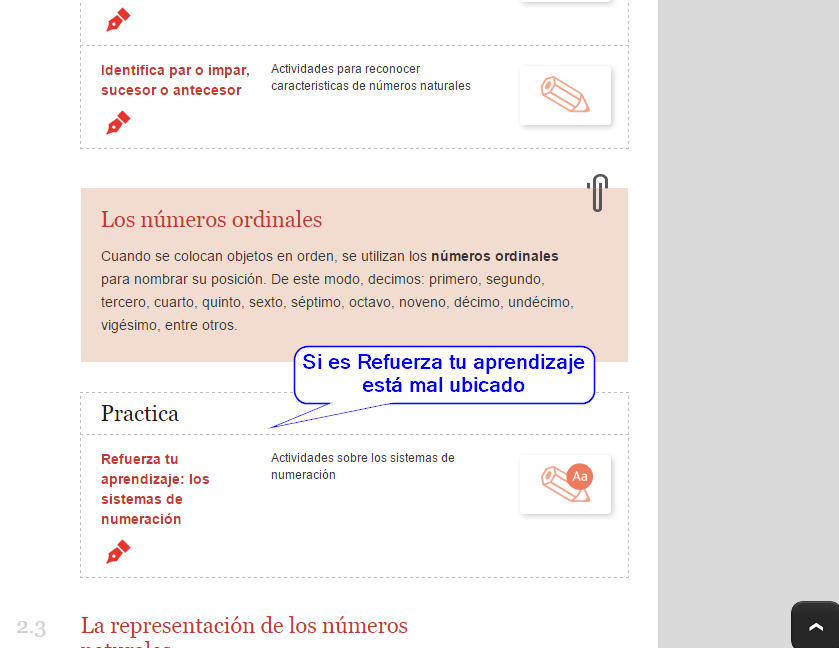 Identifica par o impar,
sucesor o antecesor
Actividades para reconocer
caracteristicas de números naturales
Los números ordinales
Cuando se colocan objetos en orden, se utilizan los números ordinales
para nombrar su posición. De este modo, decimos: primero, segundo,
tercero, cuarto, quinto, sexto, séptimo, octavo, noveno, décimo, undécimo,
vigésimo, entre otros.
Si es Refuerza tu aprendizaje
está mal ubicado
Practica
Refuerza tu
aprendizaje: los
sistemas de
numeración
Actividades sobre los sistemas de
numeración
Aa
2.3
La representación de los números